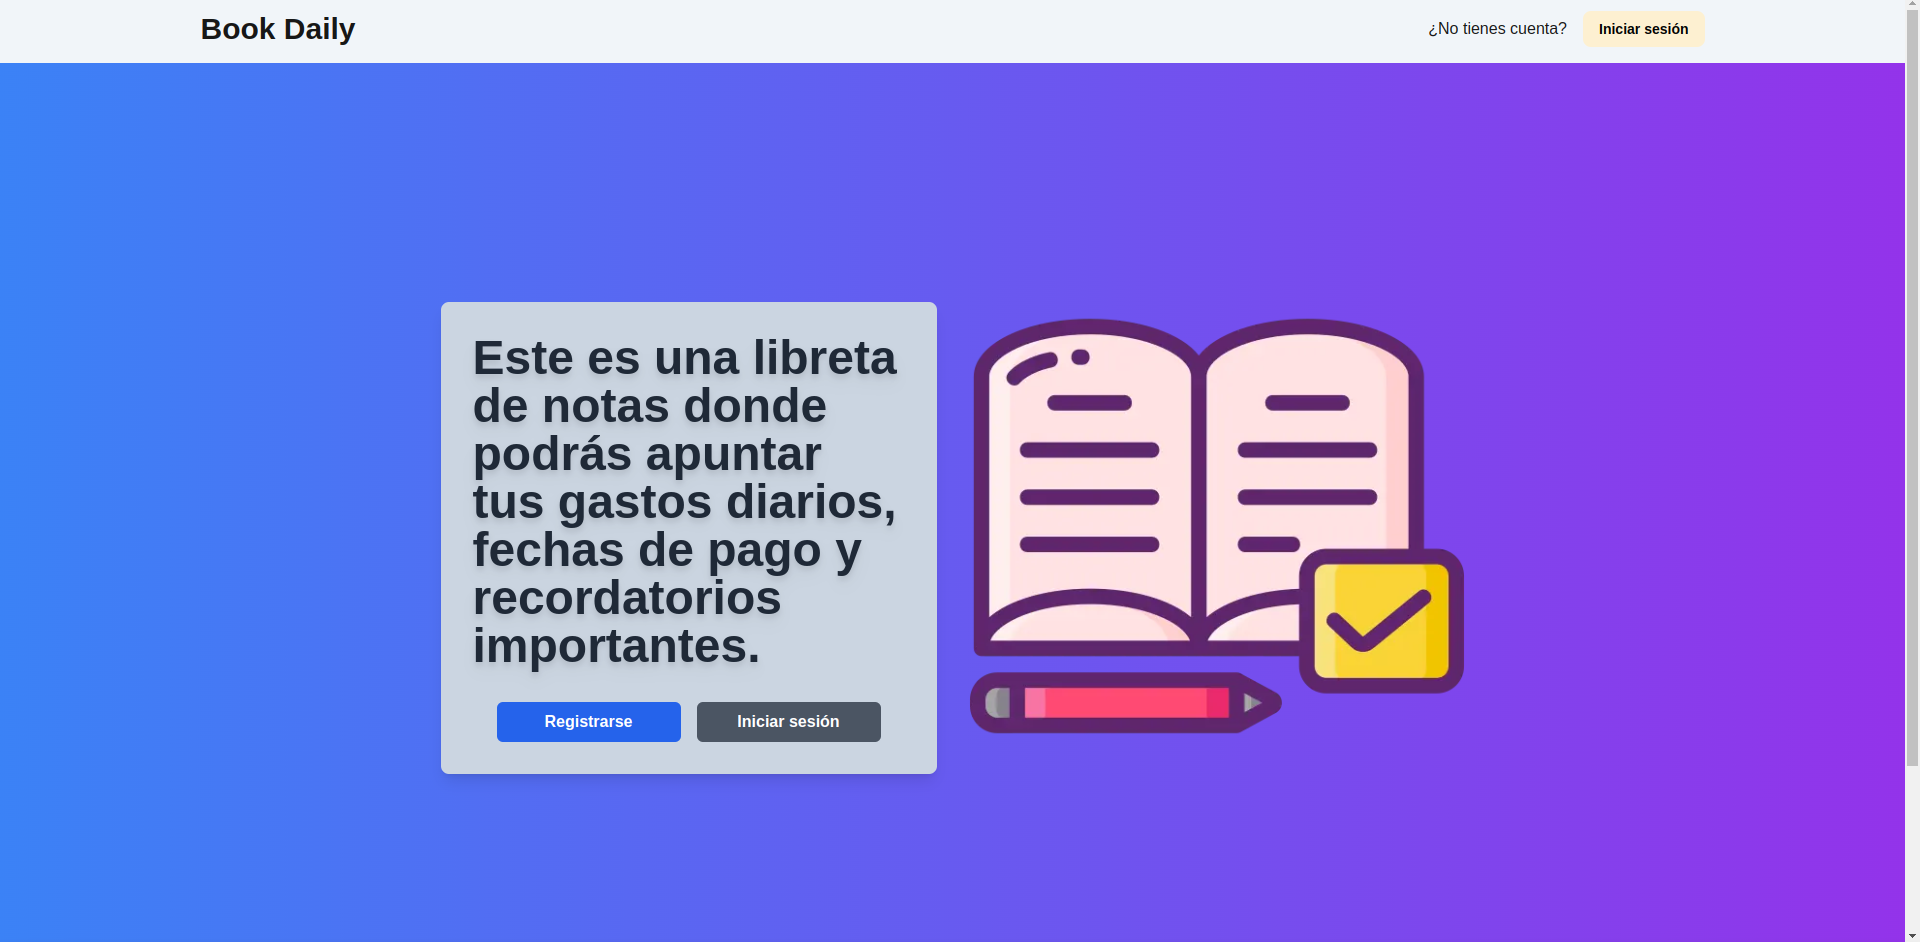 Book Daily
¿No tienes cuenta?
Iniciar sesión
Este es una libreta
de notas donde
podrás apuntar
tus gastos diarios,
fechas de pago y
recordatorios
importantes.
Registrarse
Iniciar sesión